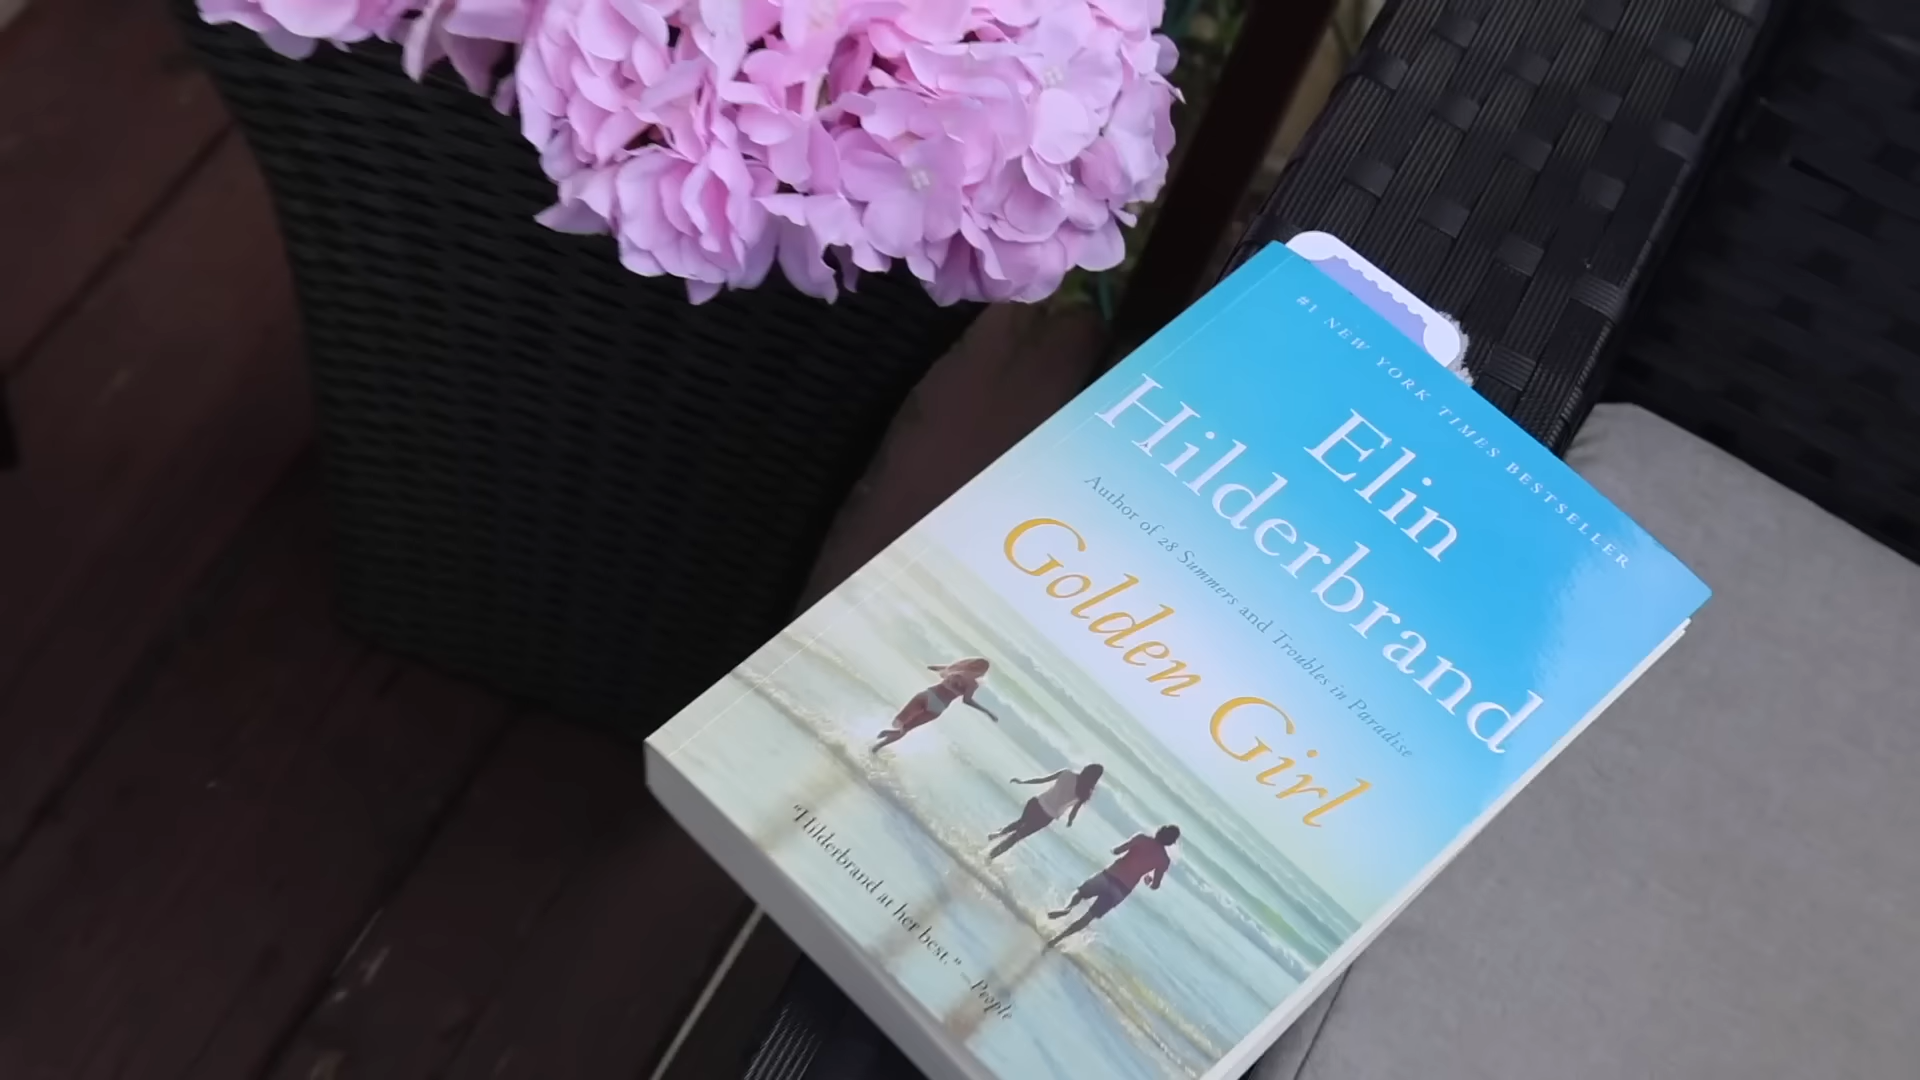 #1 NEW YORK TIMES BESTSELLER
Elin
Hilderbrand
Author of 28 Summers and Troubles in Paradise
Golden Girl
"Hilderbrand at her best." —People